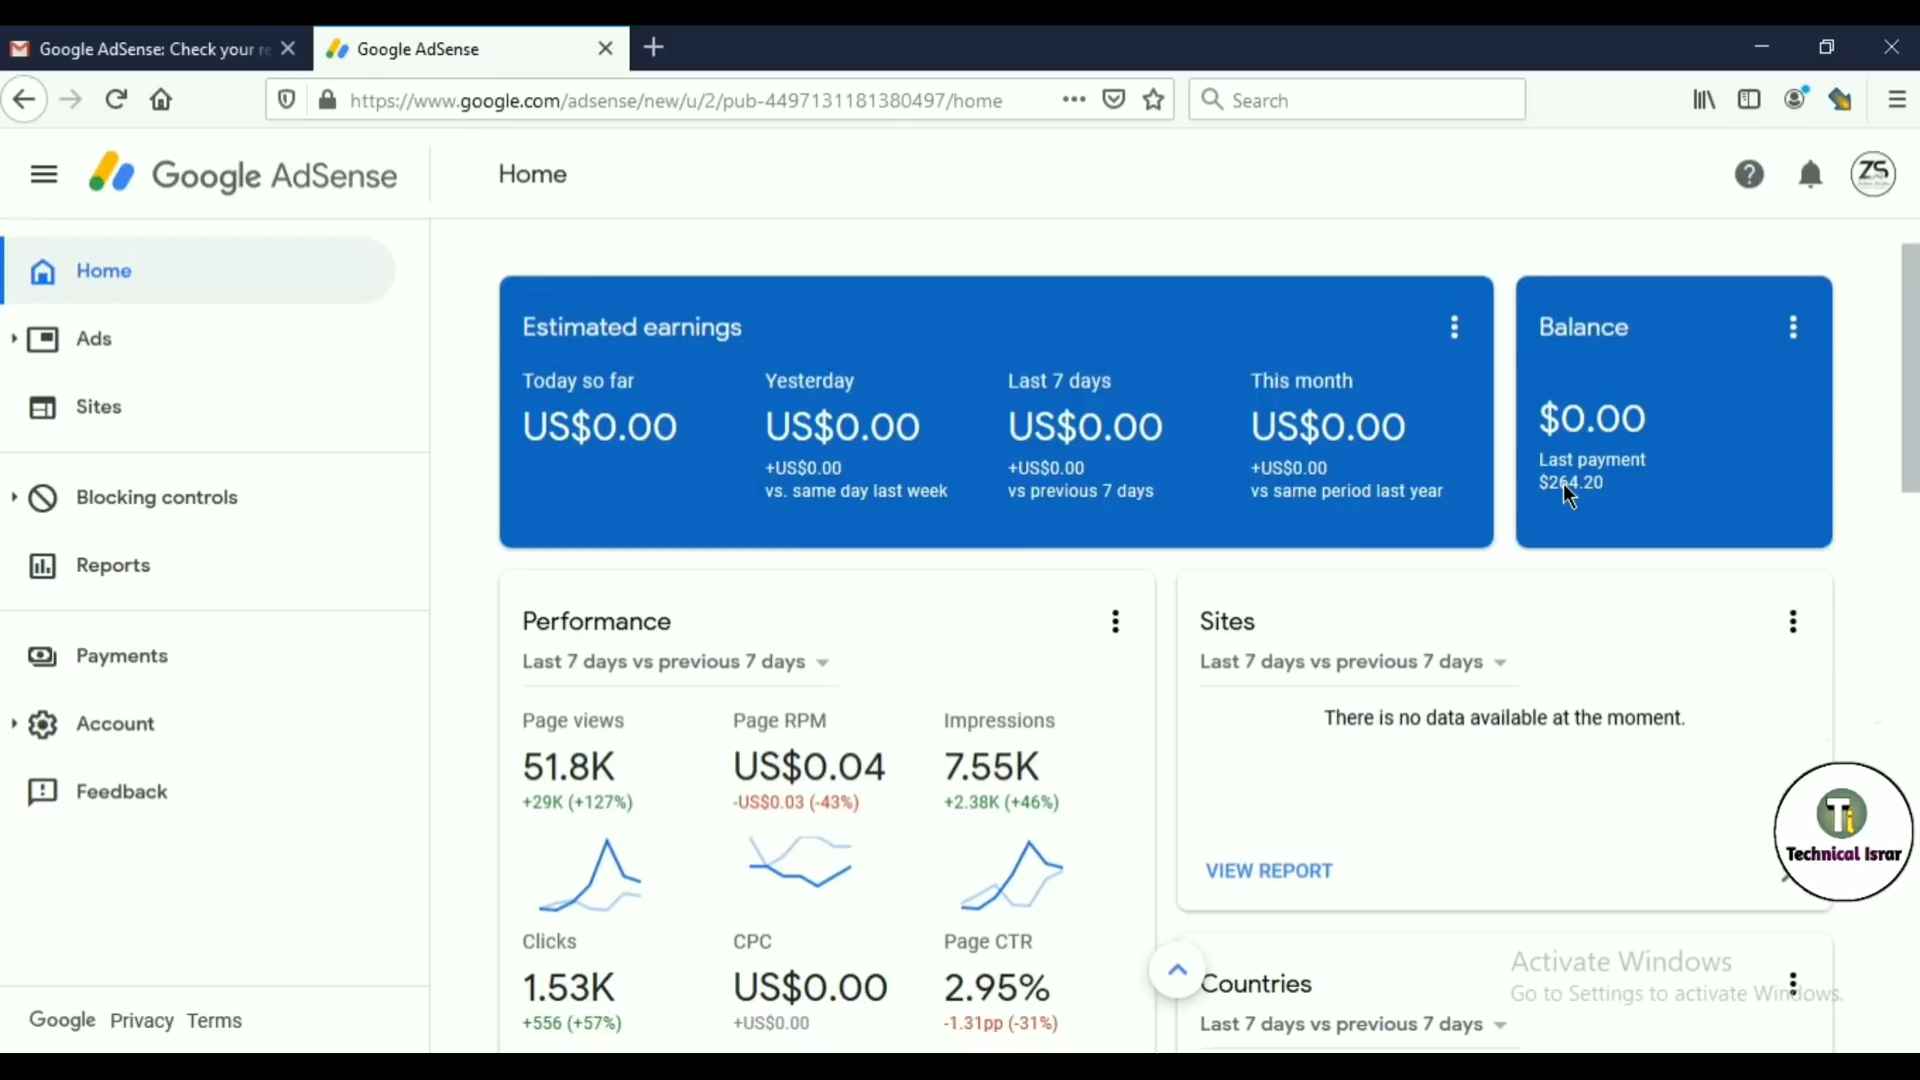 Google AdSense: Check your re
Google AdSense
https://www.google.com/adsense/new/u/2/pub-4497131181380497/home
Search
Google AdSense
Home
ZS
Home
Ads
Sites
Blocking controls
Reports
Payments
Account
Feedback
Google Privacy Terms
Estimated earnings
Today so far
US$0.00
Yesterday
US$0.00
+US$0.00
vs. same day last week
Last 7 days
US$0.00
+US$0.00
vs previous 7 days
This month
US$0.00
+US$0.00
vs same period last year
Balance
$0.00
Last payment
$264.20
Performance
Last 7 days vs previous 7 days
Page views
51.8K
+29K (+127%)
Page RPM
US$0.04
-US$0.03 (-43%)
Impressions
7.55K
+2.38K (+46%)
Clicks
1.53K
+556 (+57%)
CPC
US$0.00
+US$0.00
Page CTR
2.95%
-1.31pp (-31%)
Sites
Last 7 days vs previous 7 days
There is no data available at the moment.
VIEW REPORT
Countries
Last 7 days vs previous 7 days
Ti
Technical Israr
Activate Windows
Go to Settings to activate Windows.